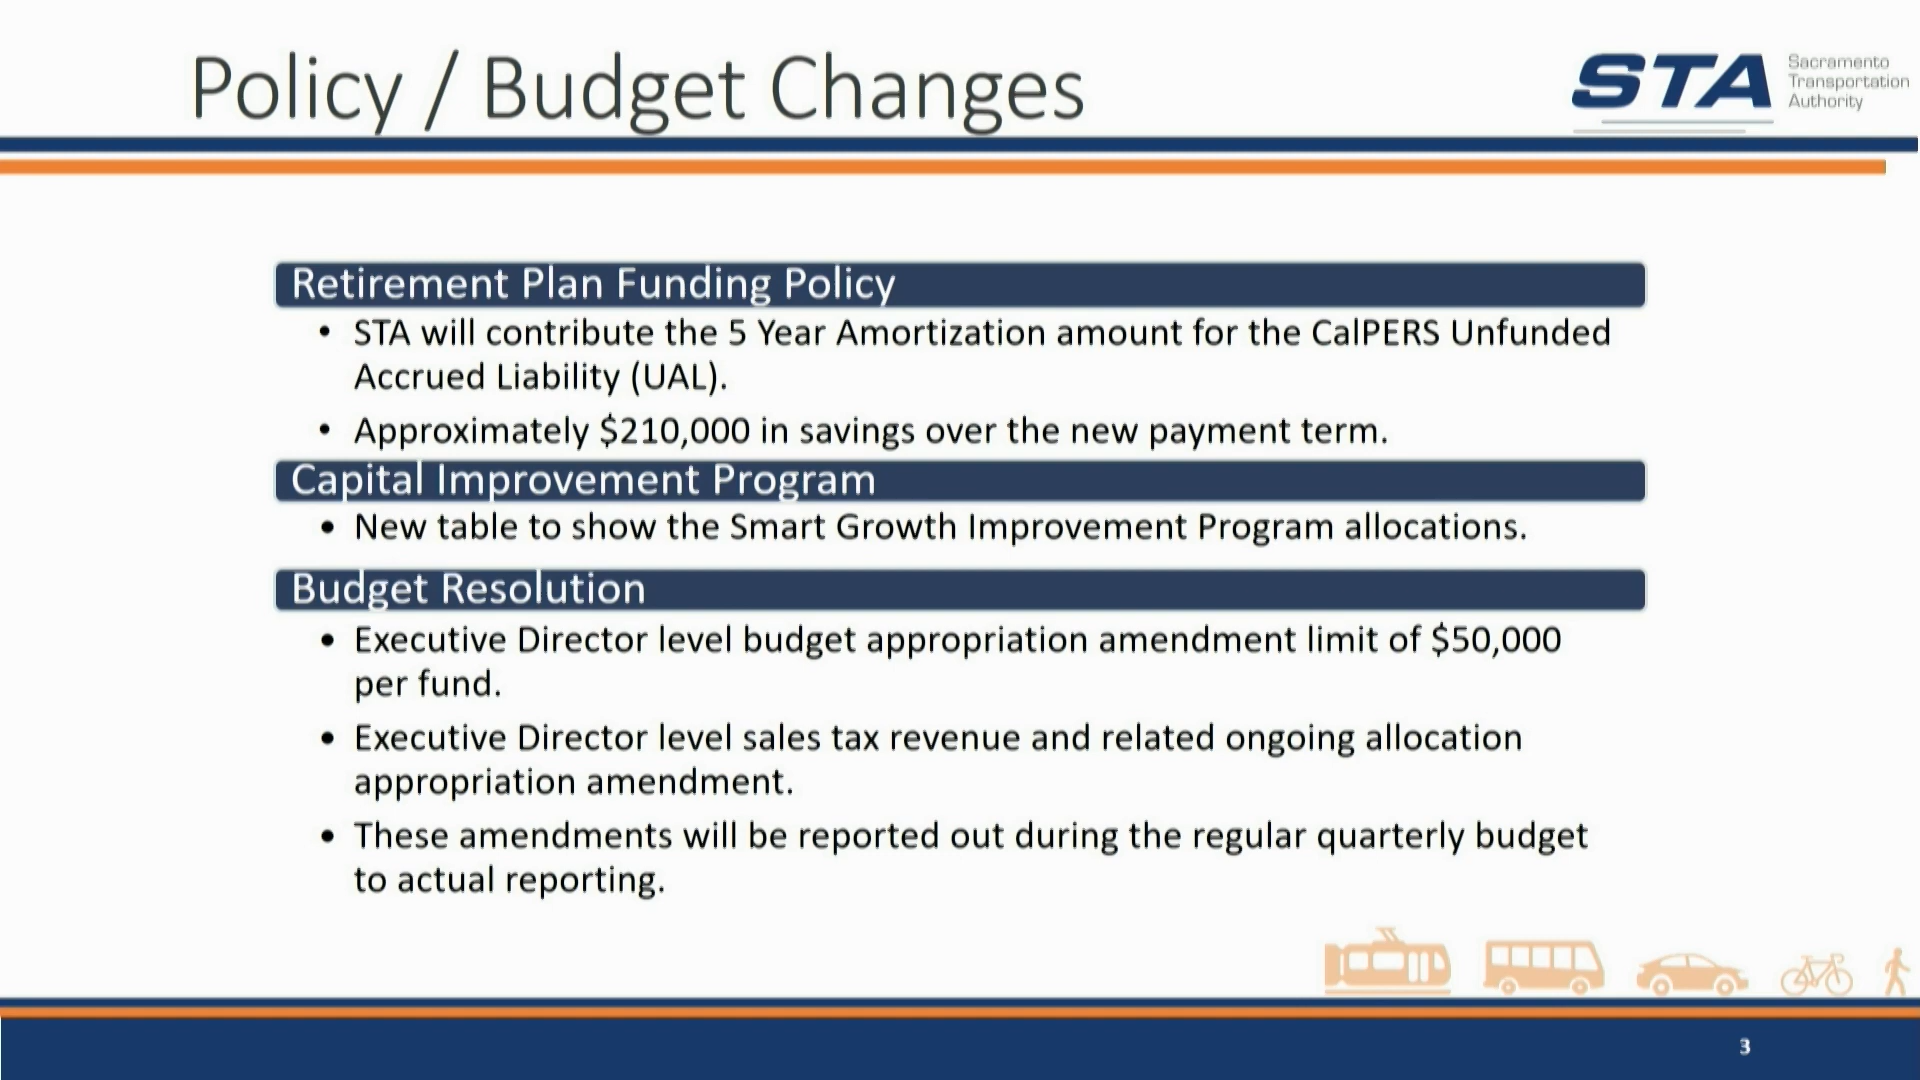 Policy / Budget Changes
STA
Sacramento
Transportation
Authority
Retirement Plan Funding Policy
• STA will contribute the 5 Year Amortization amount for the CalPERS Unfunded
Accrued Liability (UAL).
• Approximately $210,000 in savings over the new payment term.
Capital Improvement Program
• New table to show the Smart Growth Improvement Program allocations.
Budget Resolution
• Executive Director level budget appropriation amendment limit of $50,000
per fund.
• Executive Director level sales tax revenue and related ongoing allocation
appropriation amendment.
• These amendments will be reported out during the regular quarterly budget
to actual reporting.
3